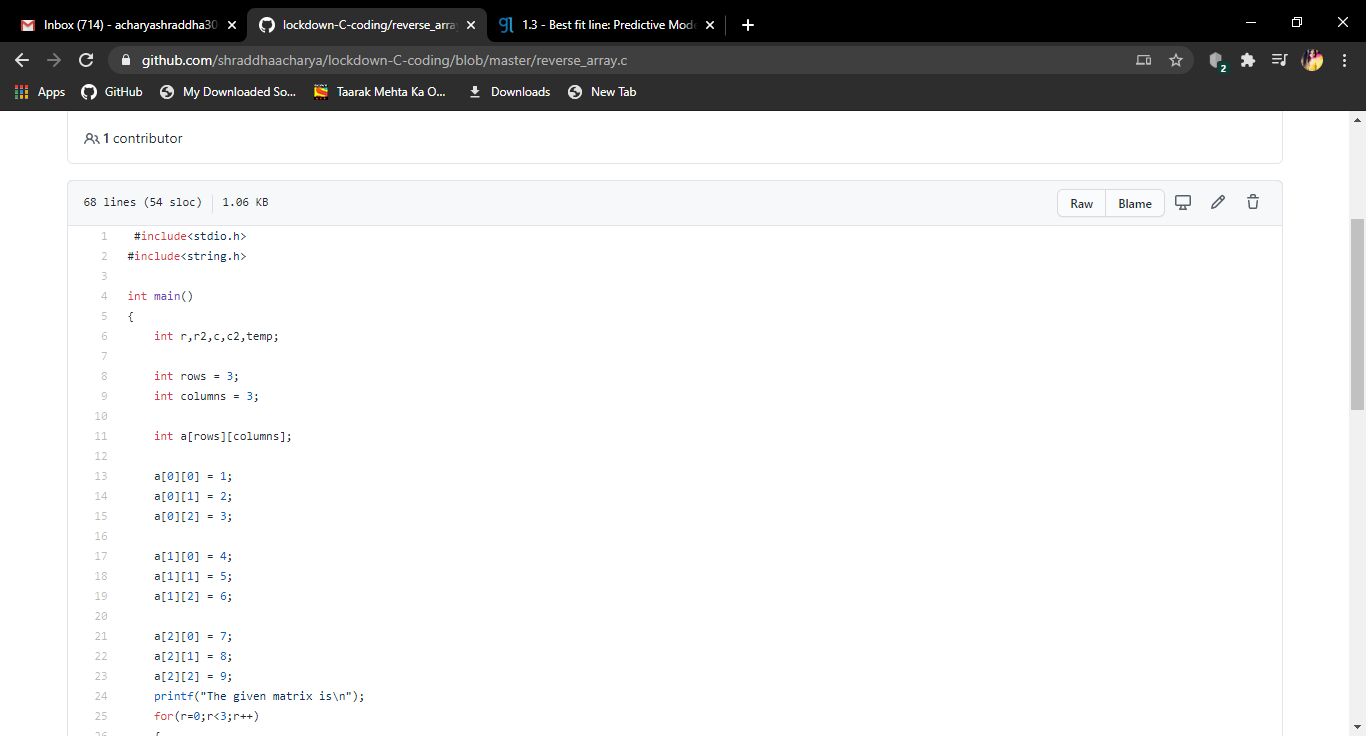 Inbox (714) - acharyashraddha30
lockdown-C-coding/reverse_arra
1.3 - Best fit line: Predictive Mode
github.com/shraddhaacharya/lockdown-C-coding/blob/master/reverse_array.c
2
Apps GitHub My Downloaded So... Taarak Mehta Ka O... Downloads New Tab
1 contributor
68 lines (54 sloc) 1.06 KB Raw Blame
1 #include<stdio.h>
2 #include<string.h>
3
4 int main()
5 {
6 int r,r2,c,c2,temp;
7
8 int rows = 3;
9 int columns = 3;
10
11 int a[rows][columns];
12
13 a[0][0] = 1;
14 a[0][1] = 2;
15 a[0][2] = 3;
16
17 a[1][0] = 4;
18 a[1][1] = 5;
19 a[1][2] = 6;
20
21 a[2][0] = 7;
22 a[2][1] = 8;
23 a[2][2] = 9;
24 printf("The given matrix is\n");
25 for(r=0;r<3;r++)
26 {